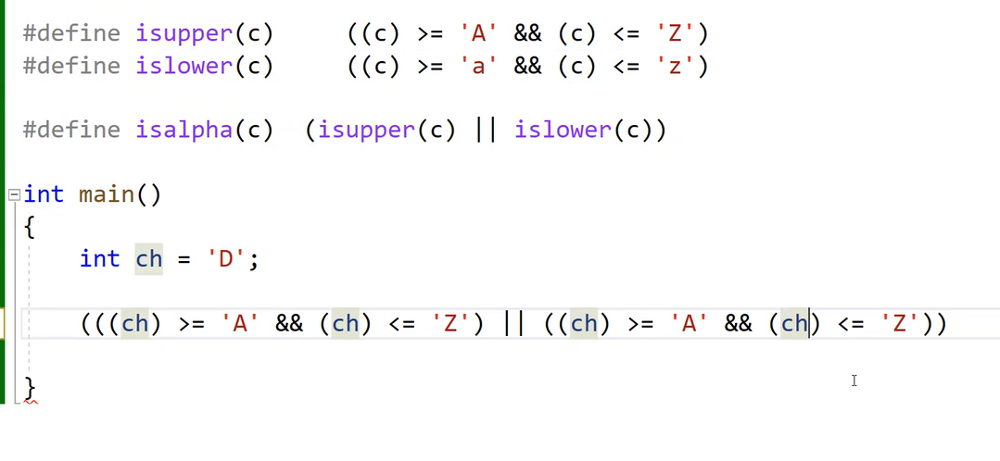 #define isupper(c)     ((c) >= 'A' && (c) <= 'Z')
#define islower(c)     ((c) >= 'a' && (c) <= 'z')
#define isalpha(c)  (isupper(c) || islower(c))
int main()
{
    int ch = 'D';
    (((ch) >= 'A' && (ch) <= 'Z') || ((ch) >= 'A' && (ch) <= 'Z'))
}